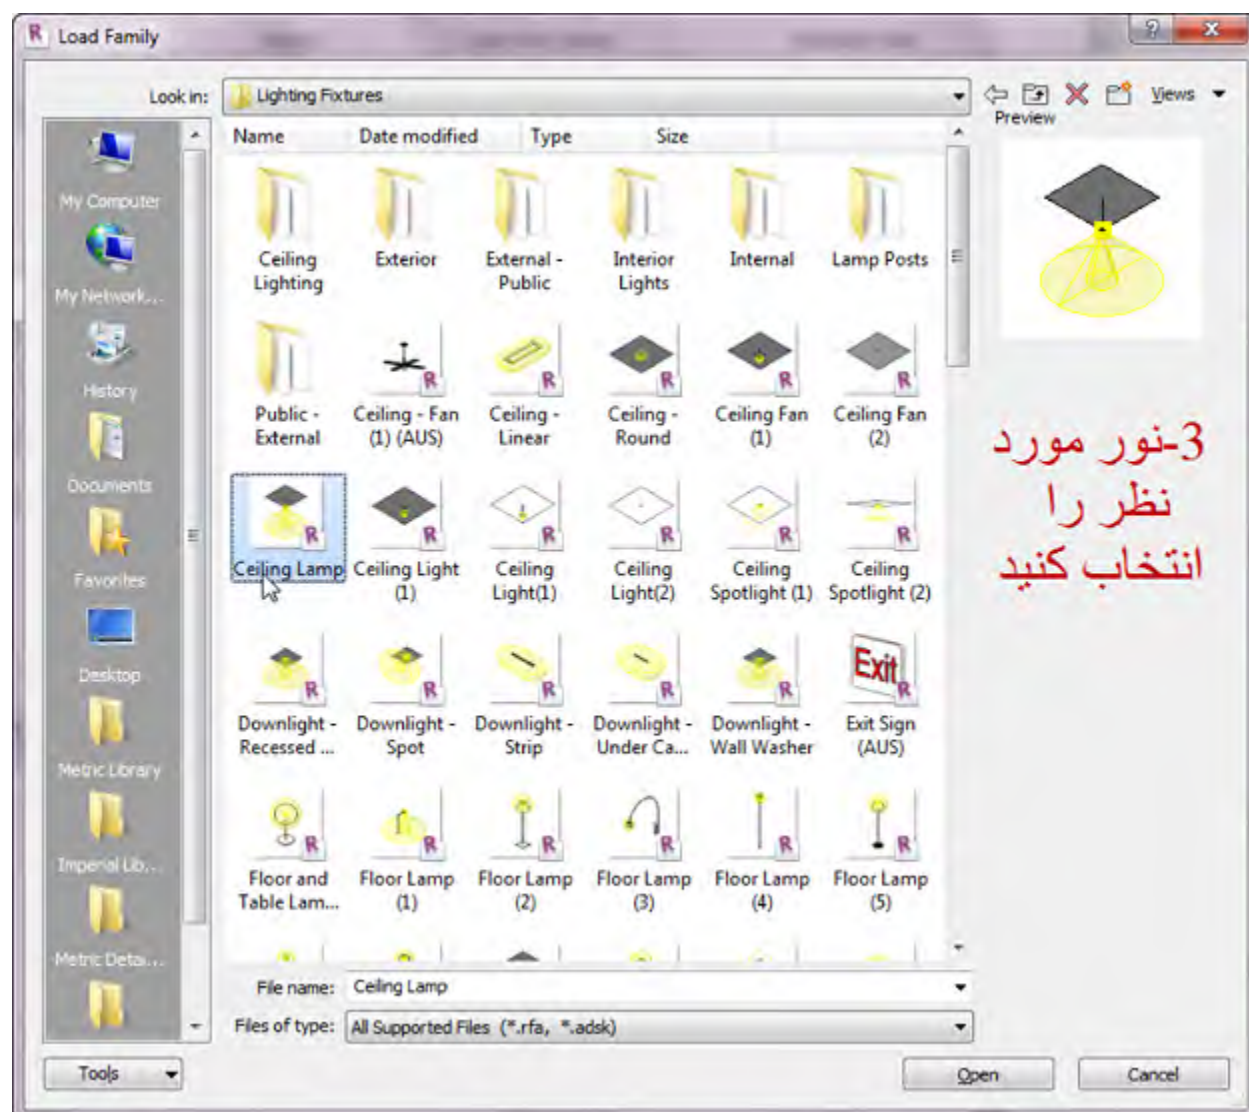 Load Family
Look in: Lighting Fixtures
Views
Preview
Name Date modified Type Size
My Computer
My Network...
History
Documents
Favorites
Desktop
Metric Library
Imperial Lib...
Metric Detai...
Ceiling Lighting
Exterior
External - Public
Interior Lights
Internal
Lamp Posts
Public - External
Ceiling - Fan (1) (AUS)
Ceiling - Linear
Ceiling - Round
Ceiling Fan (1)
Ceiling Fan (2)
Ceiling Lamp
Ceiling Light (1)
Ceiling Light(1)
Ceiling Light(2)
Ceiling Spotlight (1)
Ceiling Spotlight (2)
Downlight - Recessed ...
Downlight - Spot
Downlight - Strip
Downlight - Under Ca...
Downlight - Wall Washer
Exit
Exit Sign (AUS)
Floor and Table Lam...
Floor Lamp (1)
Floor Lamp (2)
Floor Lamp (3)
Floor Lamp (4)
Floor Lamp (5)
3-نور مورد
نظر را
انتخاب کنید
File name: Ceiling Lamp
Files of type: All Supported Files (*.rfa, *.adsk)
Tools
Open
Cancel